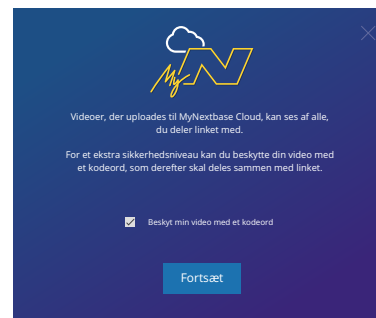 My N
Videoer, der uploades til MyNextbase Cloud, kan ses af alle,
du deler linket med.
For et ekstra sikkerhedsniveau kan du beskytte din video med
et kodeord, som derefter skal deles sammen med linket.
Beskyt min video med et kodeord
Fortsæt